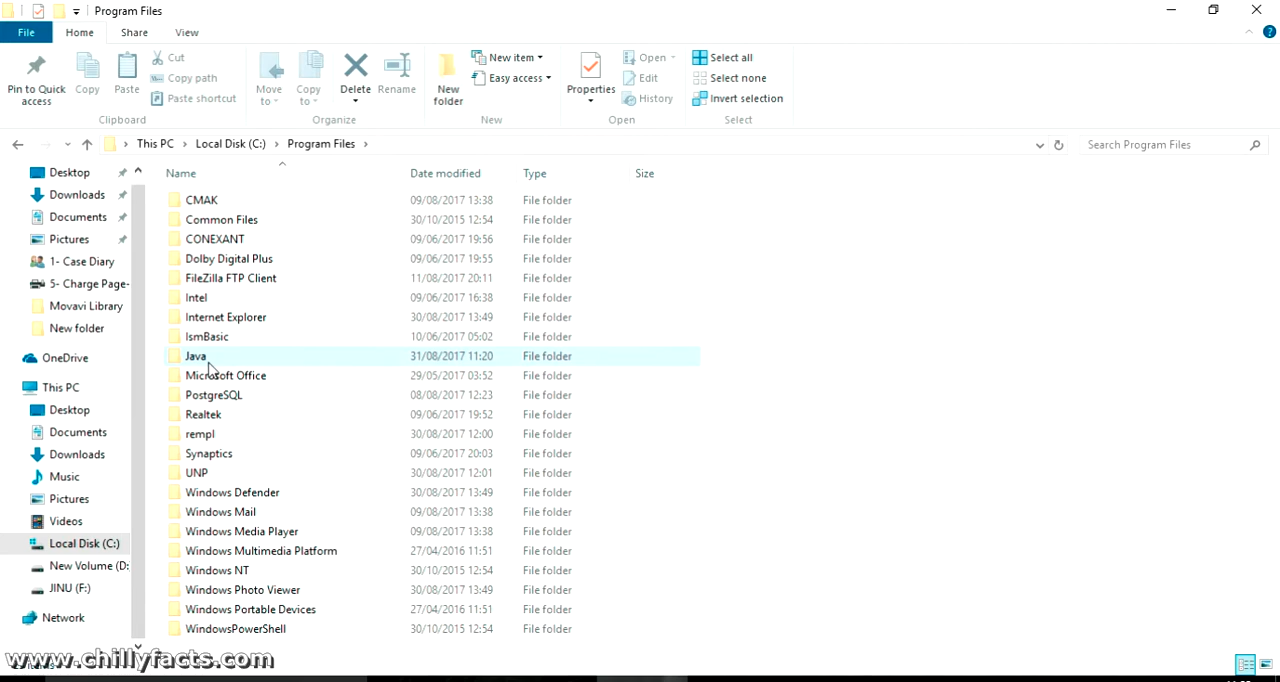 Program Files
File Home Share View
Pin to Quick access
Copy
Paste
Cut
Copy path
Paste shortcut
Clipboard
Move to
Copy to
Delete
Rename
Organize
New folder
New item
Easy access
New
Properties
Open
Edit
History
Open
Select all
Select none
Invert selection
Select
This PC > Local Disk (C:) > Program Files >
Search Program Files
Desktop
Downloads
Documents
Pictures
1- Case Diary
5- Charge Page-
Movavi Library
New folder
OneDrive
This PC
Desktop
Documents
Downloads
Music
Pictures
Videos
Local Disk (C:)
New Volume (D:
JINU (F:)
Network
Name Date modified Type Size
CMAK 09/08/2017 13:38 File folder
Common Files 30/10/2015 12:54 File folder
CONEXANT 09/06/2017 19:56 File folder
Dolby Digital Plus 09/06/2017 19:55 File folder
FileZilla FTP Client 11/08/2017 20:11 File folder
Intel 09/06/2017 16:38 File folder
Internet Explorer 30/08/2017 13:49 File folder
IsmBasic 10/06/2017 05:02 File folder
Java 31/08/2017 11:20 File folder
Microsoft Office 29/05/2017 03:52 File folder
PostgreSQL 08/08/2017 12:23 File folder
Realtek 09/06/2017 19:52 File folder
rempl 30/08/2017 12:00 File folder
Synaptics 09/06/2017 20:03 File folder
UNP 30/08/2017 12:01 File folder
Windows Defender 30/08/2017 13:49 File folder
Windows Mail 09/08/2017 13:38 File folder
Windows Media Player 09/08/2017 13:38 File folder
Windows Multimedia Platform 27/04/2016 11:51 File folder
Windows NT 30/10/2015 12:54 File folder
Windows Photo Viewer 30/08/2017 13:49 File folder
Windows Portable Devices 27/04/2016 11:51 File folder
WindowsPowerShell 30/10/2015 12:54 File folder
www.chillyfacts.com